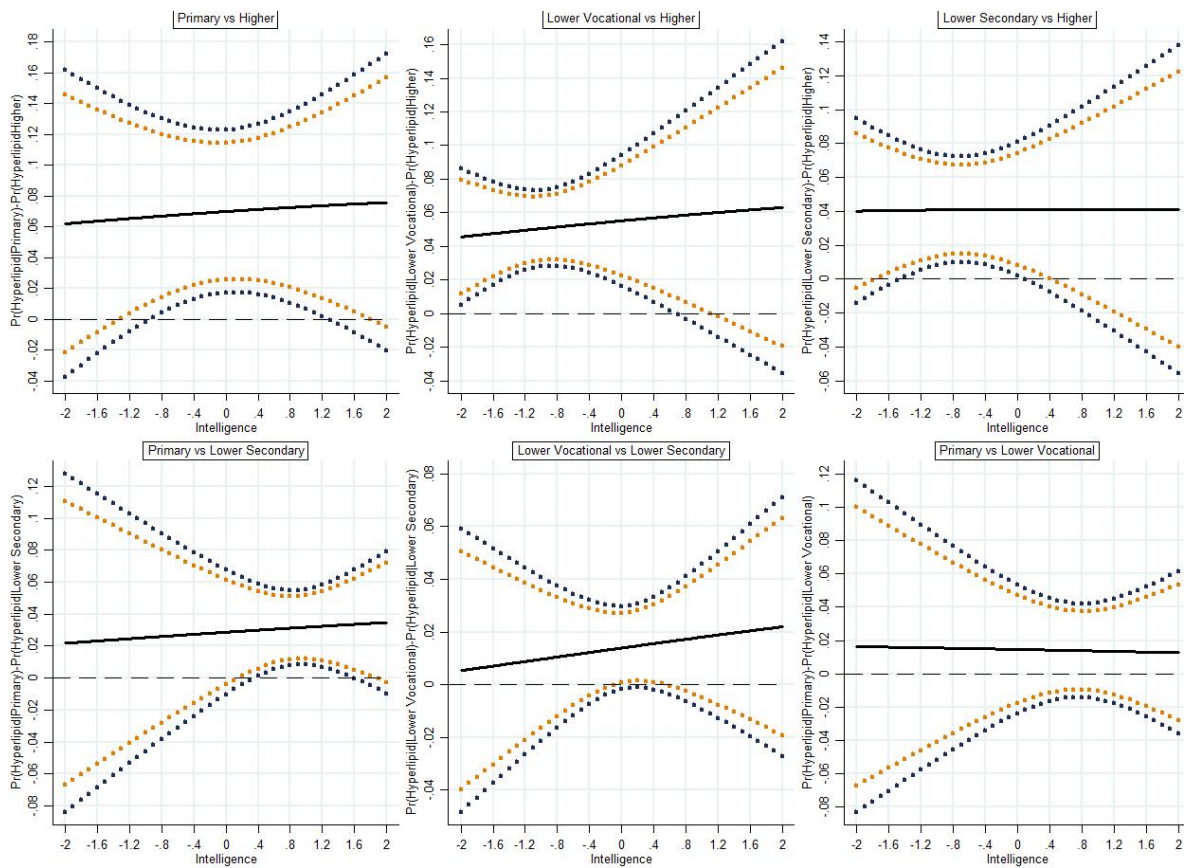 Primary vs Higher
Pr(Hyperlipid|Primary)-Pr(Hyperlipid|Higher)
.18
.16
.14
.12
.1
.08
.06
.04
.02
0
-.02
-.04
-2 -1.6 -1.2 -.8 -.4 0 .4 .8 1.2 1.6 2
Intelligence
Lower Vocational vs Higher
Pr(Hyperlipid|Lower Vocational)-Pr(Hyperlipid|Higher)
.16
.14
.12
.1
.08
.06
.04
.02
0
-.02
-.04
-2 -1.6 -1.2 -.8 -.4 0 .4 .8 1.2 1.6 2
Intelligence
Lower Secondary vs Higher
Pr(Hyperlipid|Lower Secondary)-Pr(Hyperlipid|Higher)
.14
.12
.1
.08
.06
.04
.02
0
-.02
-.04
-.06
-2 -1.6 -1.2 -.8 -.4 0 .4 .8 1.2 1.6 2
Intelligence
Primary vs Lower Secondary
Pr(Hyperlipid|Primary)-Pr(Hyperlipid|Lower Secondary)
.12
.1
.08
.06
.04
.02
0
-.02
-.04
-.06
-.08
-2 -1.6 -1.2 -.8 -.4 0 .4 .8 1.2 1.6 2
Intelligence
Lower Vocational vs Lower Secondary
Pr(Hyperlipid|Lower Vocational)-Pr(Hyperlipid|Lower Secondary)
.08
.06
.04
.02
0
-.02
-.04
-2 -1.6 -1.2 -.8 -.4 0 .4 .8 1.2 1.6 2
Intelligence
Primary vs Lower Vocational
Pr(Hyperlipid|Primary)-Pr(Hyperlipid|Lower Vocational)
.12
.1
.08
.06
.04
.02
0
-.02
-.04
-.06
-.08
-2 -1.6 -1.2 -.8 -.4 0 .4 .8 1.2 1.6 2
Intelligence